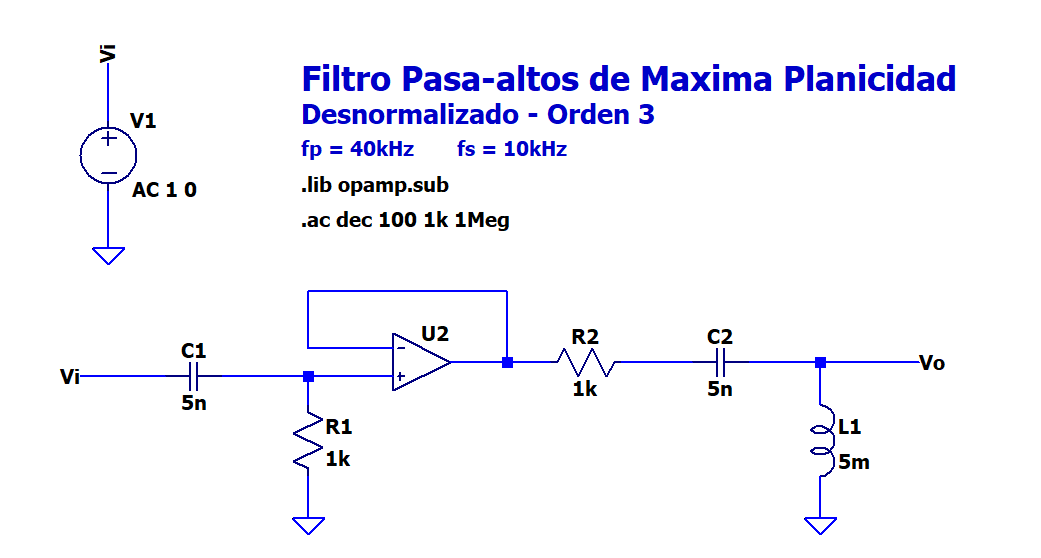 Vi
V1
AC 1 0
Filtro Pasa-altos de Maxima Planicidad
Desnormalizado - Orden 3
fp = 40kHz fs = 10kHz
.lib opamp.sub
.ac dec 100 1k 1Meg
Vi
C1
5n
R1
1k
U2
R2
1k
C2
5n
Vo
L1
5m